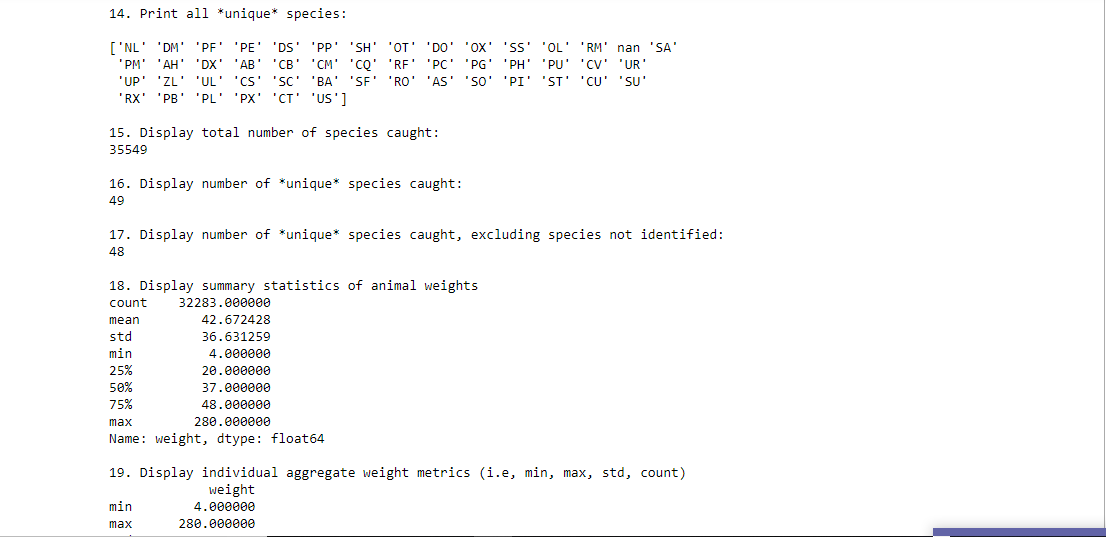 14. Print all *unique* species:
['NL' 'DM' 'PF' 'PE' 'DS' 'PP' 'SH' 'OT' 'DO' 'OX' 'SS' 'OL' 'RM' nan 'SA'
'PM' 'AH' 'DX' 'AB' 'CB' 'CM' 'CQ' 'RF' 'PC' 'PG' 'PH' 'PU' 'CV' 'UR'
'UP' 'ZL' 'UL' 'CS' 'SC' 'BA' 'SF' 'RO' 'AS' 'SO' 'PI' 'ST' 'CU' 'SU'
'RX' 'PB' 'PL' 'PX' 'CT' 'US']
15. Display total number of species caught:
35549
16. Display number of *unique* species caught:
49
17. Display number of *unique* species caught, excluding species not identified:
48
18. Display summary statistics of animal weights
count 32283.000000
mean 42.672428
std 36.631259
min 4.000000
25% 20.000000
50% 37.000000
75% 48.000000
max 280.000000
Name: weight, dtype: float64
19. Display individual aggregate weight metrics (i.e, min, max, std, count)
weight
min 4.000000
max 280.000000